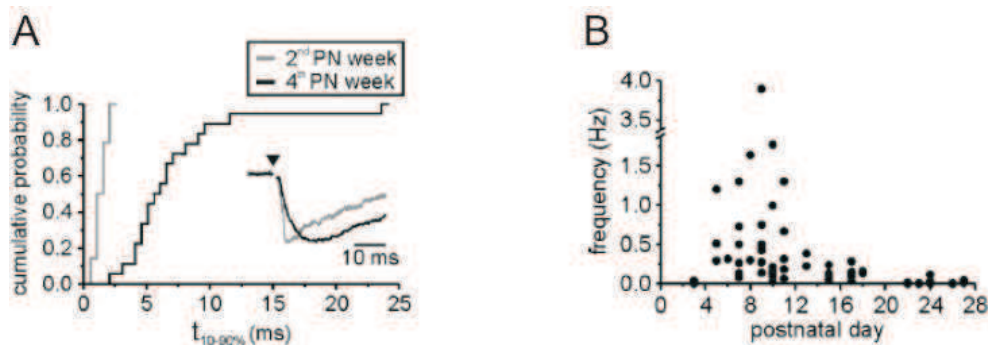 A
2nd PN week
4th PN week
cumulative probability
1.0
0.8
0.6
0.4
0.2
0.0
10 ms
0 5 10 15 20 25
t10-90% (ms)
B
frequency (Hz)
4.0
3.5
1.5
1.0
0.5
0.0
0 4 8 12 16 20 24 28
postnatal day